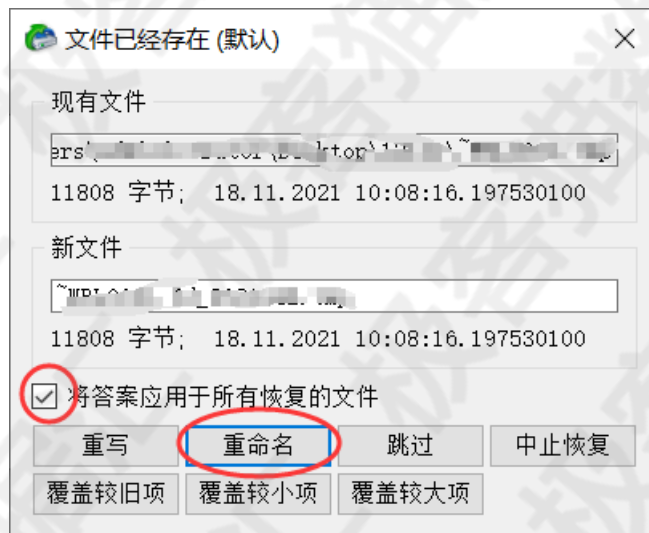 文件已经存在 (默认)
现有文件
ers\
11808 字节; 18.11.2021 10:08:16.197530100
新文件
11808 字节; 18.11.2021 10:08:16.197530100
将答案应用于所有恢复的文件
重写 重命名 跳过 中止恢复
覆盖较旧项 覆盖较小项 覆盖较大项